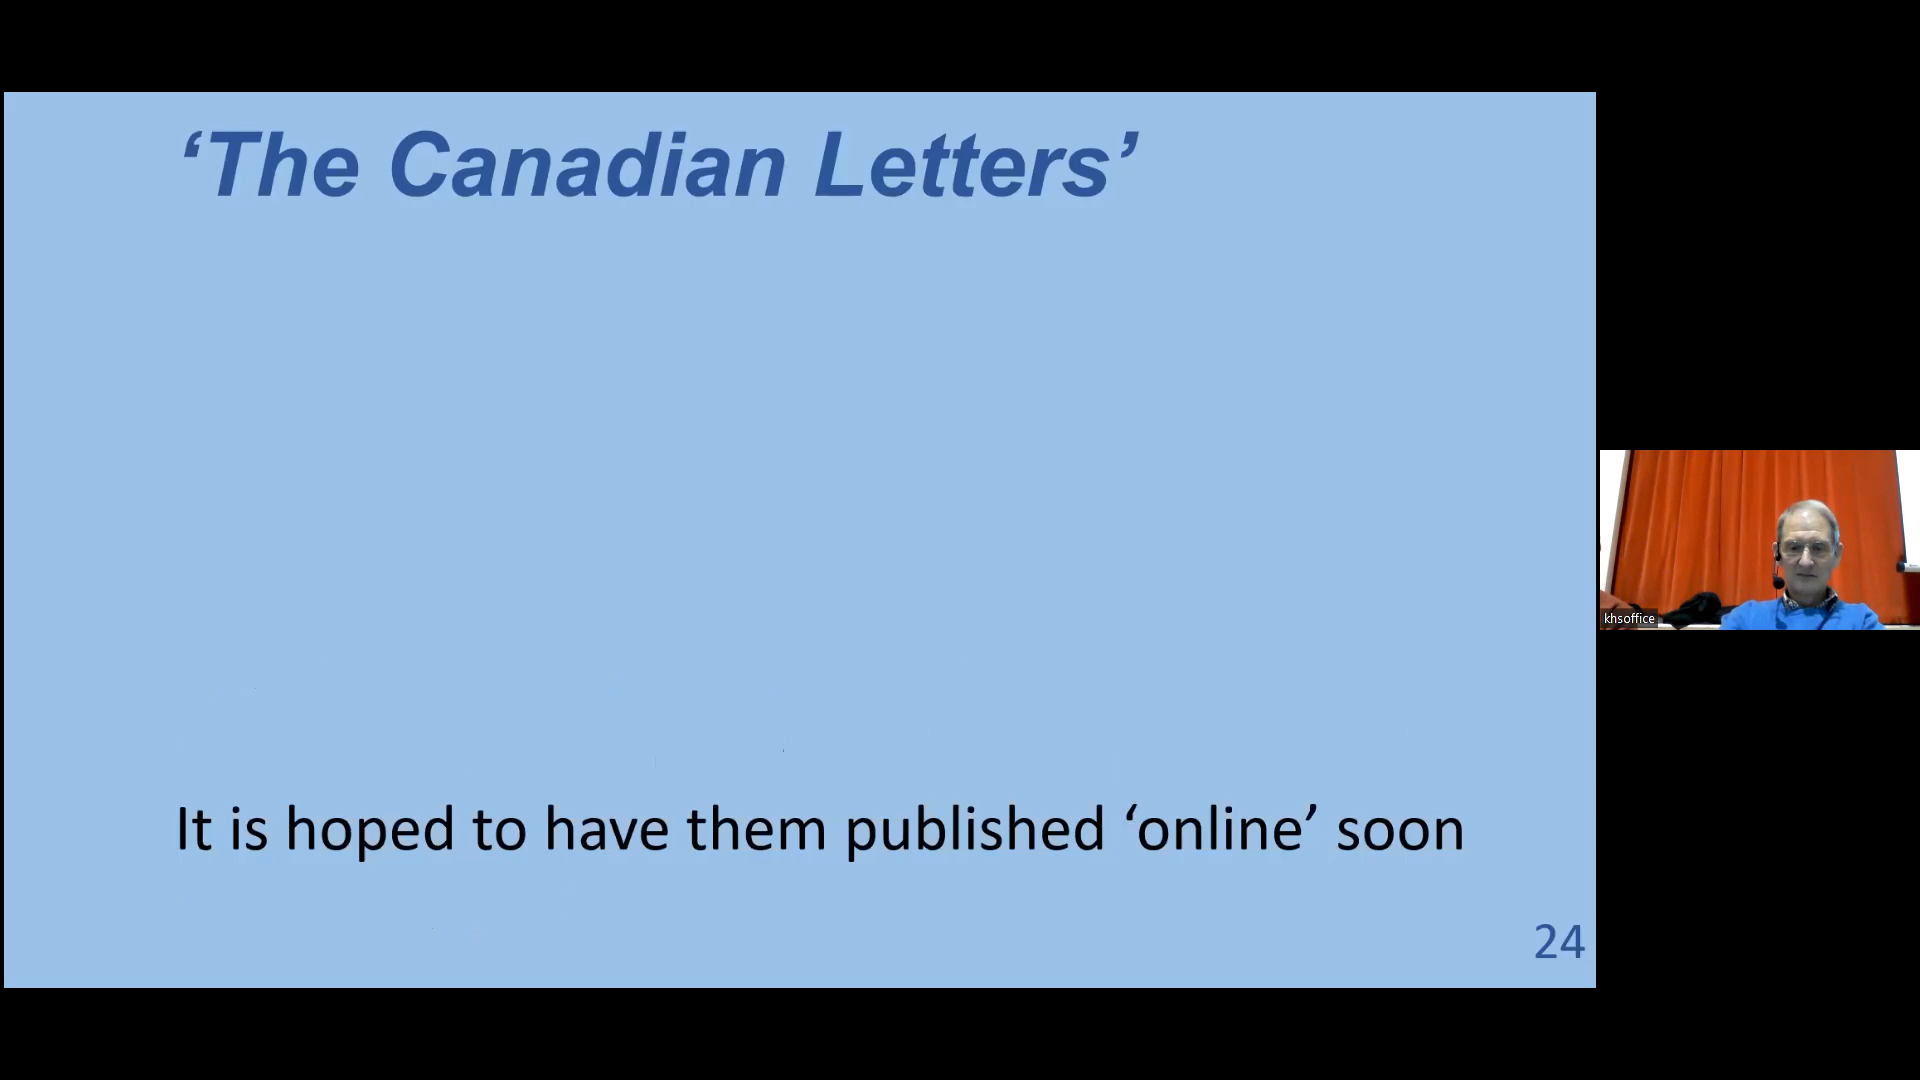 ‘The Canadian Letters’
It is hoped to have them published ‘online’ soon
24
khsoffice